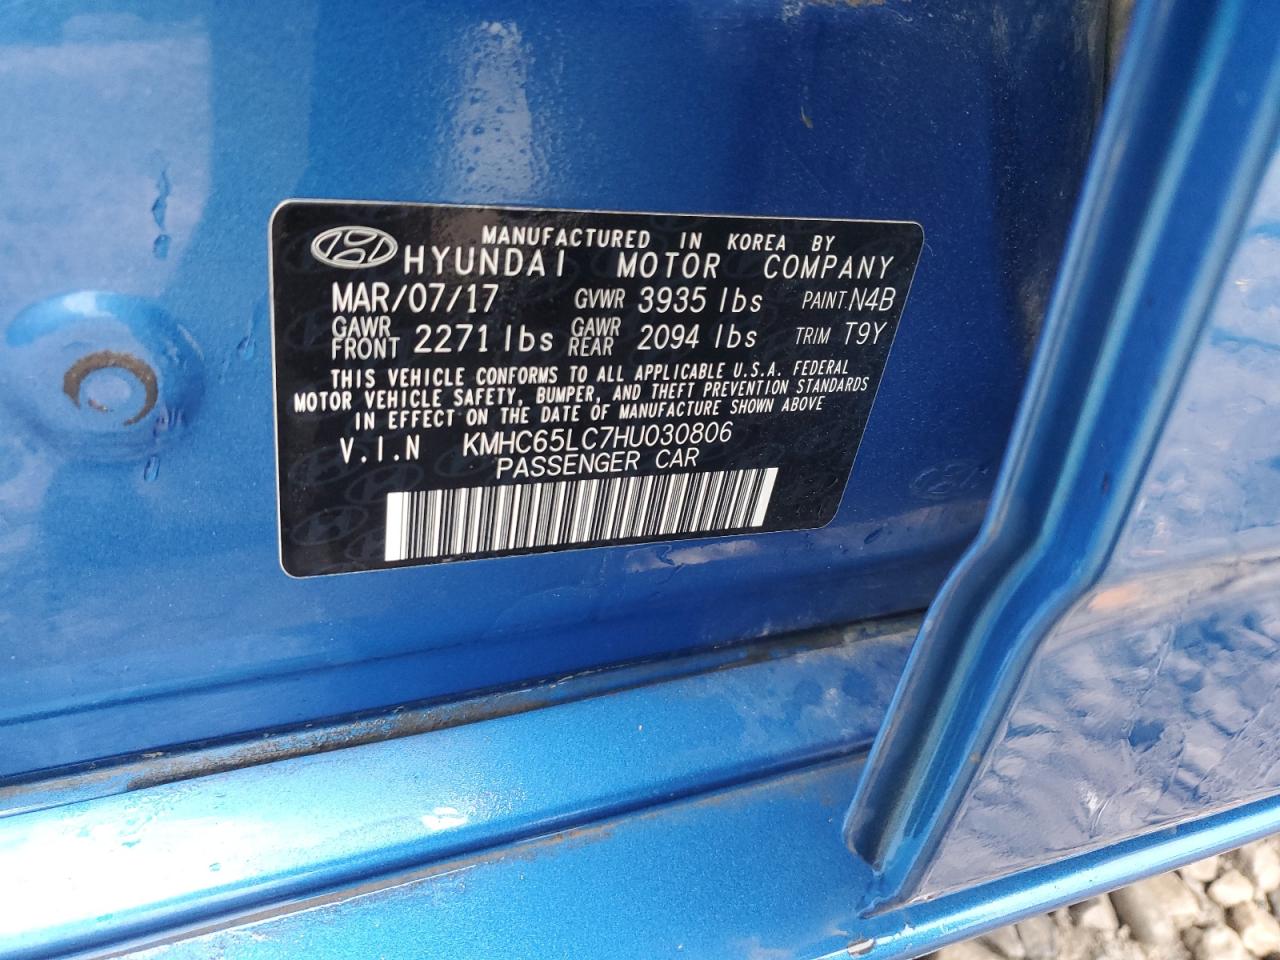 MANUFACTURED IN KOREA BY
HYUNDAI MOTOR COMPANY
MAR/07/17 GVWR 3935 lbs PAINT. N4B
GAWR FRONT 2271 lbs GAWR REAR 2094 lbs TRIM T9Y
THIS VEHICLE CONFORMS TO ALL APPLICABLE U.S.A. FEDERAL
MOTOR VEHICLE SAFETY, BUMPER, AND THEFT PREVENTION STANDARDS
IN EFFECT ON THE DATE OF MANUFACTURE SHOWN ABOVE
V.I.N KMHC65LC7HU030806
PASSENGER CAR